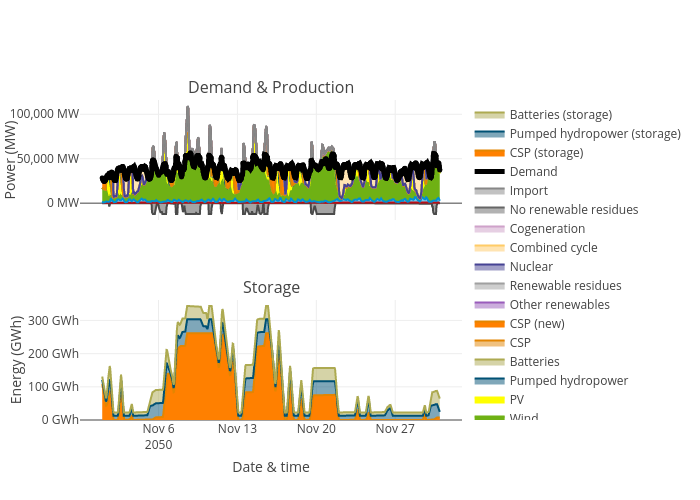 Demand & Production
100,000 MW
50,000 MW
0 MW
Power (MW)
Storage
300 GWh
200 GWh
100 GWh
0 GWh
Energy (GWh)
Nov 6
2050
Nov 13
Nov 20
Nov 27
Date & time
Batteries (storage)
Pumped hydropower (storage)
CSP (storage)
Demand
Import
No renewable residues
Cogeneration
Combined cycle
Nuclear
Renewable residues
Other renewables
CSP (new)
CSP
Batteries
Pumped hydropower
PV
Wind